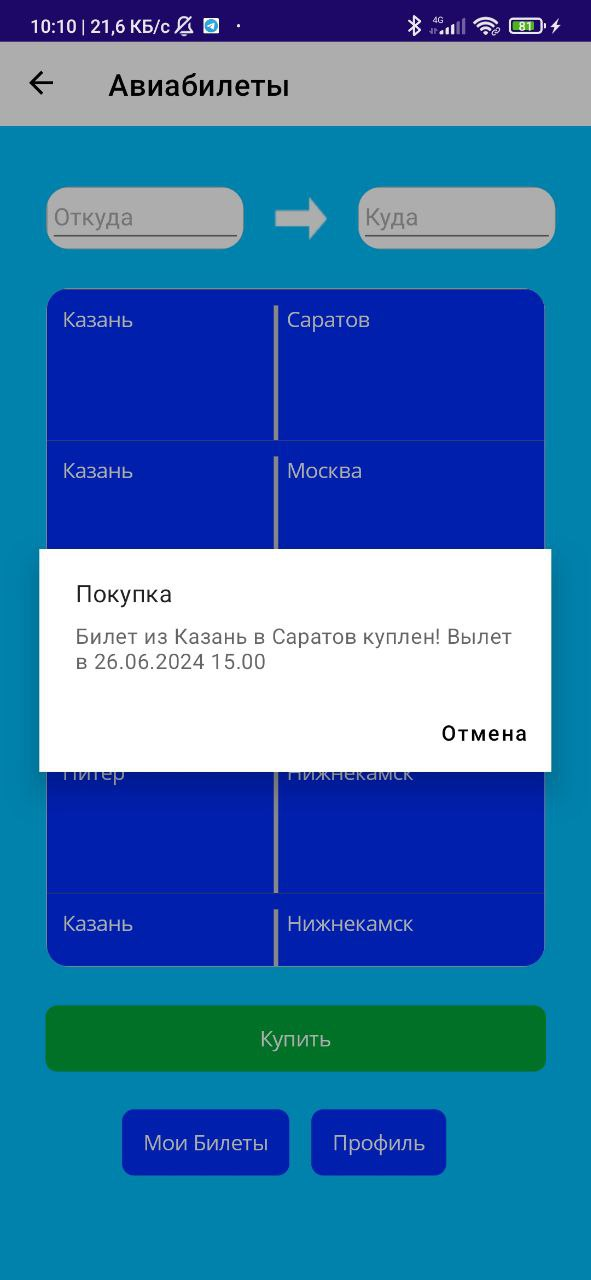 10:10 | 21,6 КБ/с
4G
81
Авиабилеты
Откуда
Куда
Казань
Саратов
Казань
Москва
Покупка
Билет из Казань в Саратов куплен! Вылет
в 26.06.2024 15.00
Отмена
Питер
Нижнекамск
Казань
Нижнекамск
Купить
Мои Билеты
Профиль